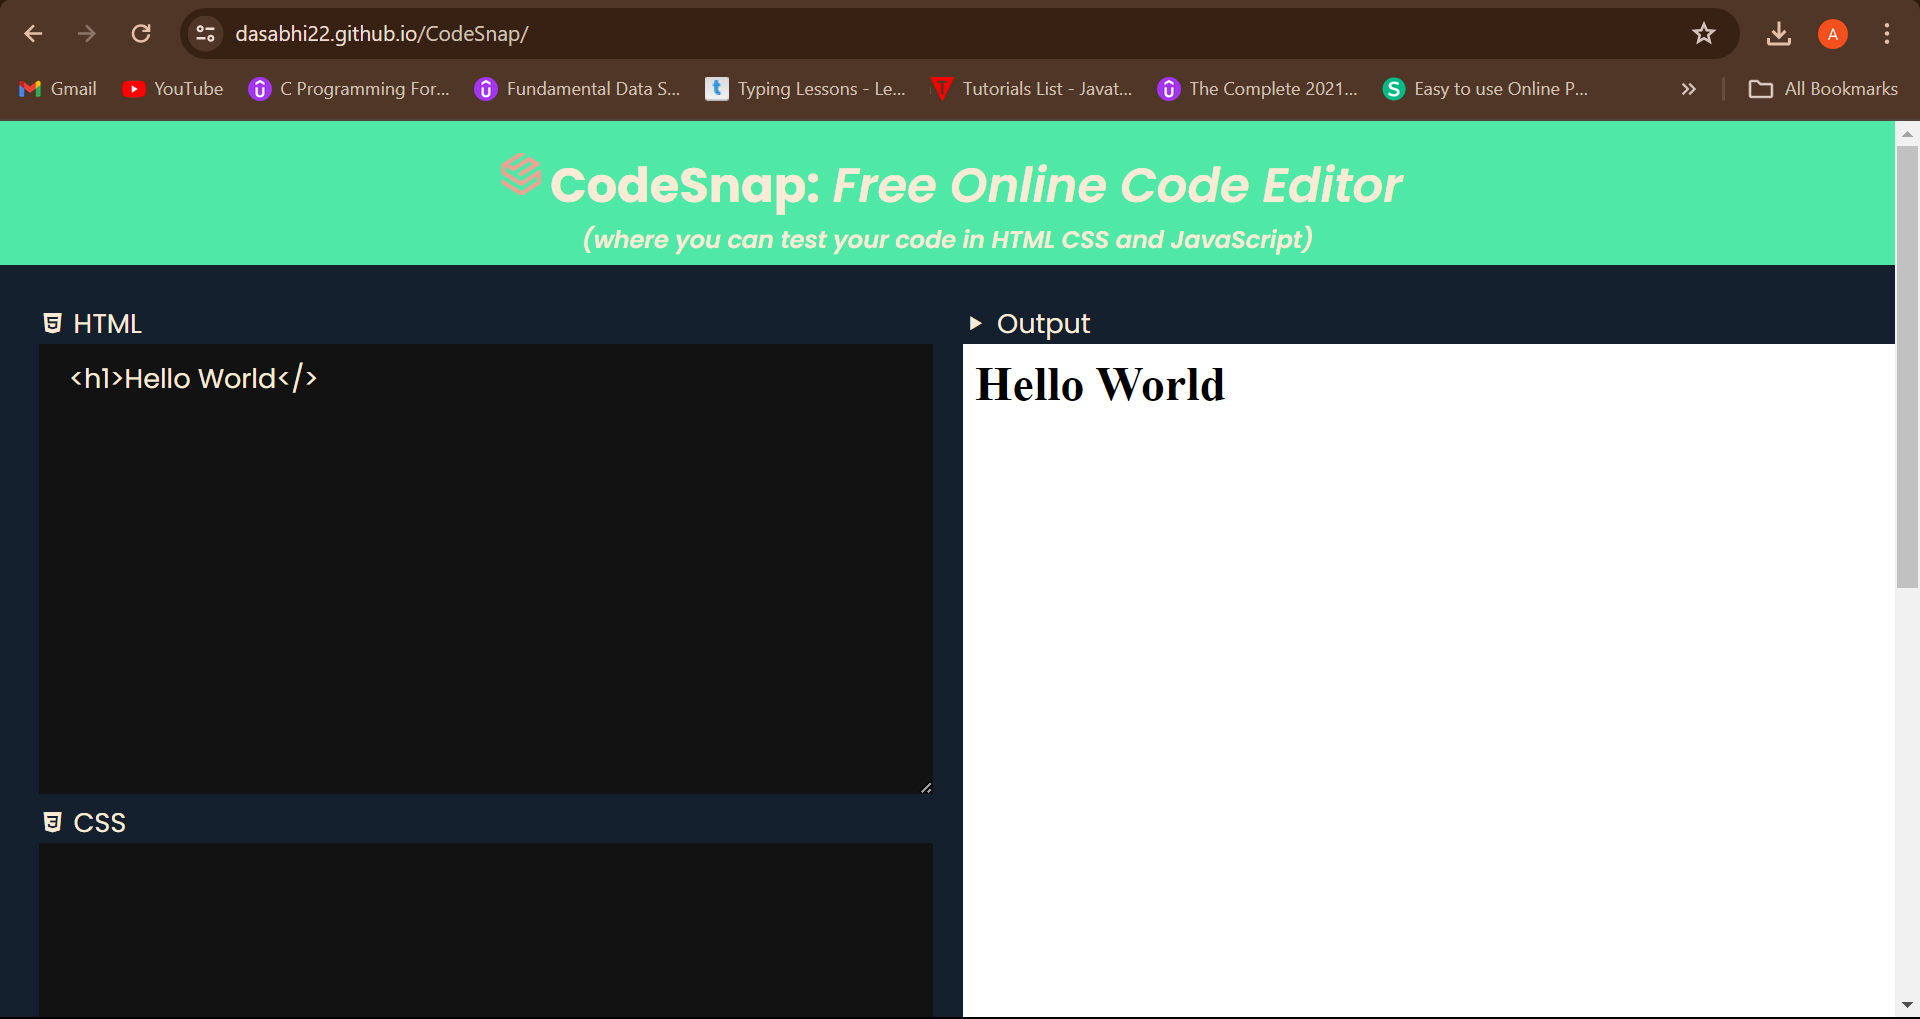 dasabhi22.github.io/CodeSnap/
A
Gmail
YouTube
C Programming For...
Fundamental Data S...
Typing Lessons - Le...
Tutorials List - Javat...
The Complete 2021...
Easy to use Online P...
All Bookmarks
CodeSnap: Free Online Code Editor
(where you can test your code in HTML CSS and JavaScript)
HTML
<h1>Hello World</>
CSS
Output
Hello World